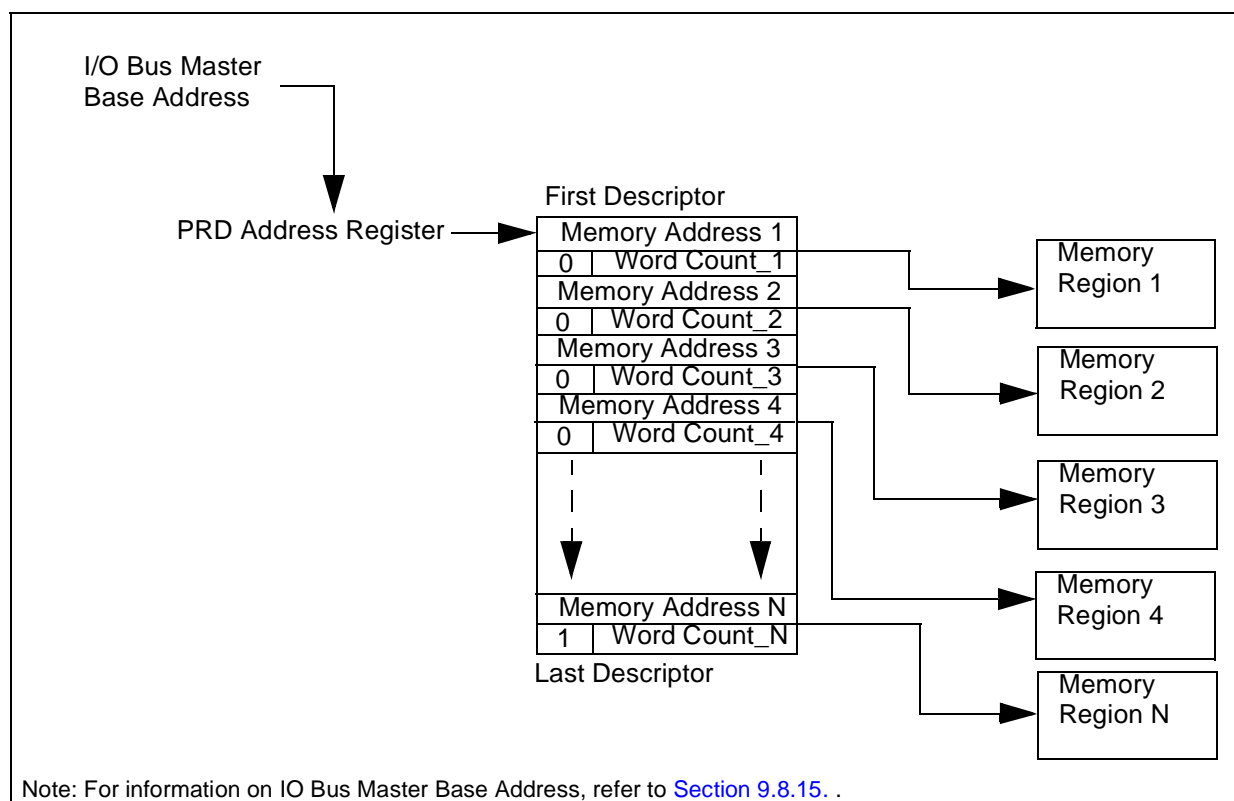 I/O Bus Master
Base Address
First Descriptor
PRD Address Register
Memory Address 1
0 Word Count_1
Memory Address 2
0 Word Count_2
Memory Address 3
0 Word Count_3
Memory Address 4
0 Word Count_4
Memory Address N
1 Word Count_N
Last Descriptor
Memory
Region 1
Memory
Region 2
Memory
Region 3
Memory
Region 4
Memory
Region N
Note: For information on IO Bus Master Base Address, refer to Section 9.8.15. .